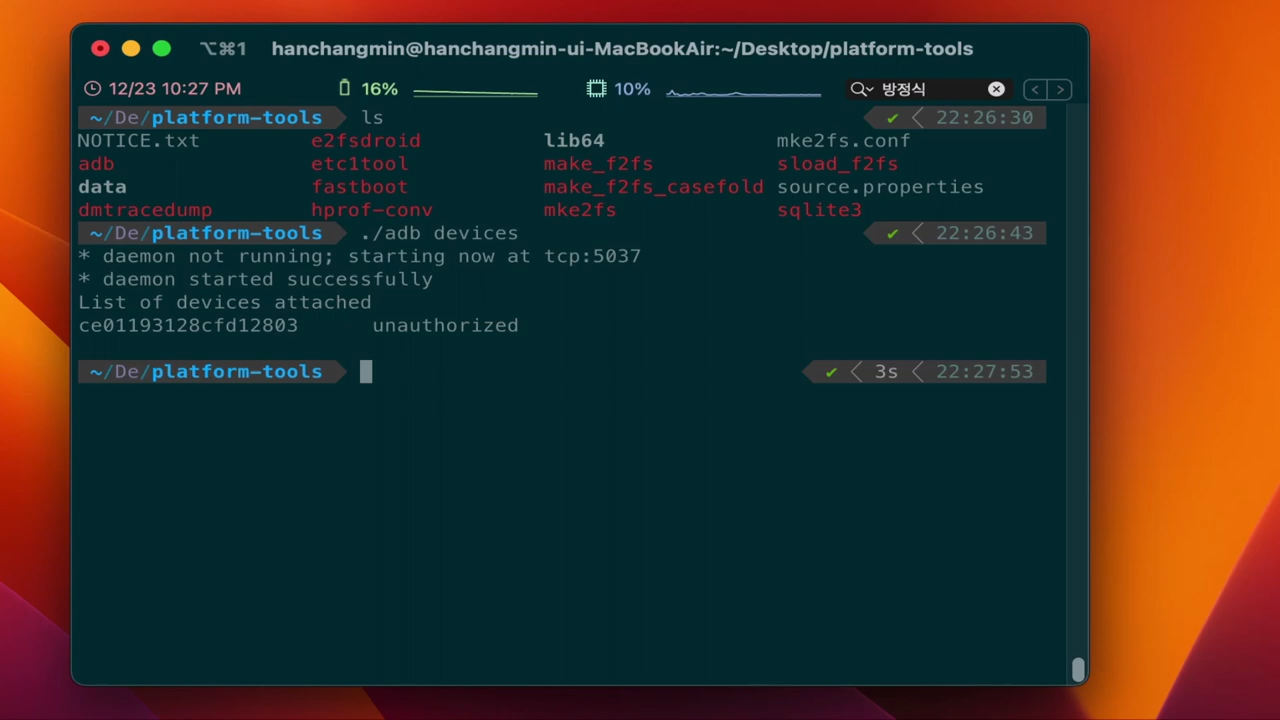 ⌥⌘1 hanchangmin@hanchangmin-ui-MacBookAir:~/Desktop/platform-tools
12/23 10:27 PM 16% 10% 방정식
~/De/platform-tools ls ✔ 22:26:30
NOTICE.txt e2fsdroid lib64 mke2fs.conf
adb etc1tool make_f2fs sload_f2fs
data fastboot make_f2fs_casefold source.properties
dmtracedump hprof-conv mke2fs sqlite3
~/De/platform-tools ./adb devices ✔ 22:26:43
* daemon not running; starting now at tcp:5037
* daemon started successfully
List of devices attached
ce01193128cfd12803 unauthorized
~/De/platform-tools ✔ 3s 22:27:53